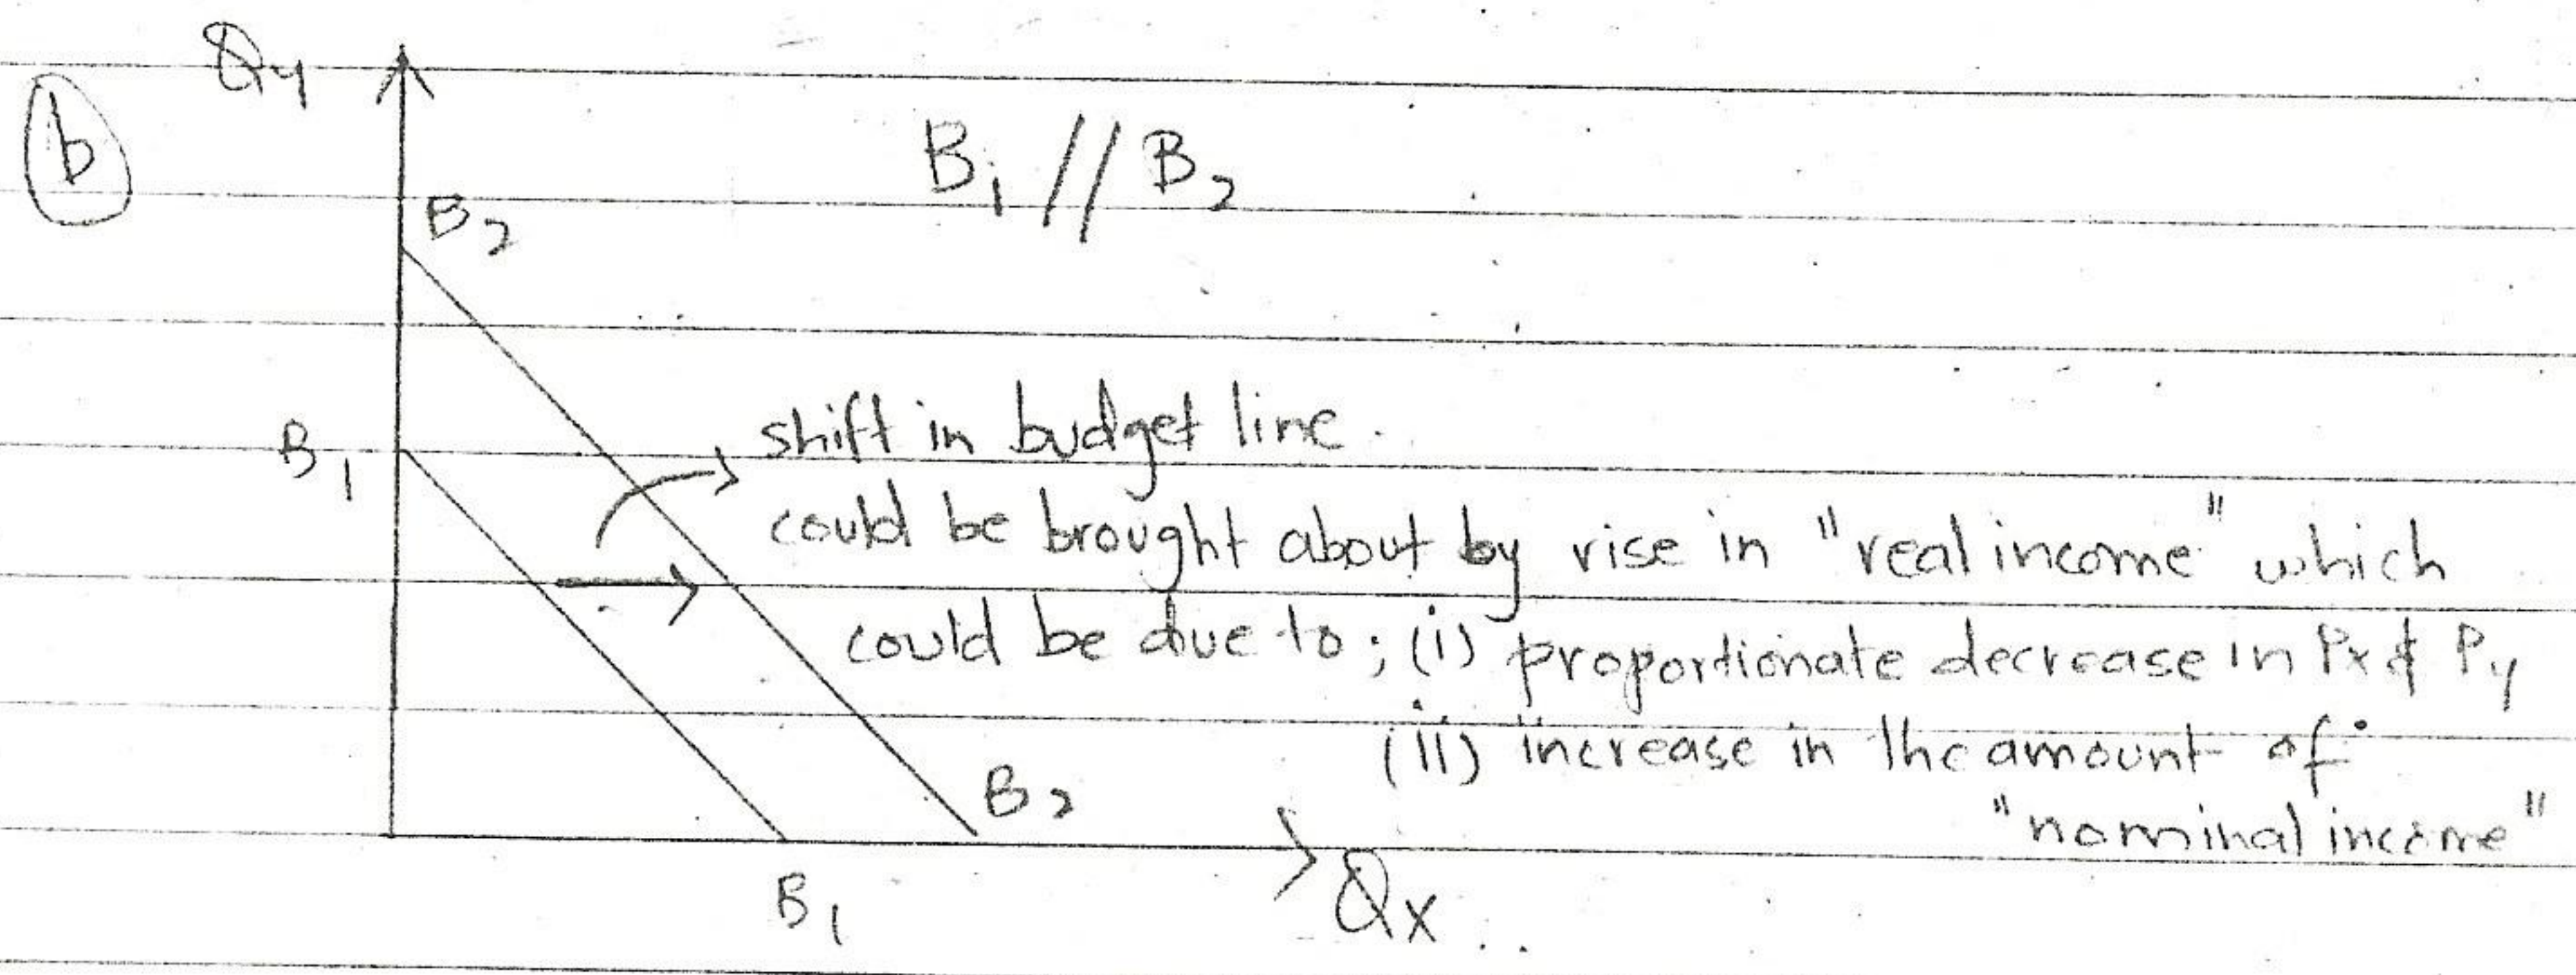 Qy
b
B1 // B2
B2
B1
shift in budget line.
could be brought about by rise in "real income" which
could be due to; (i) proportionate decrease in Px & Py
(ii) increase in the amount of
"nominal income"
B2
B1
Qx